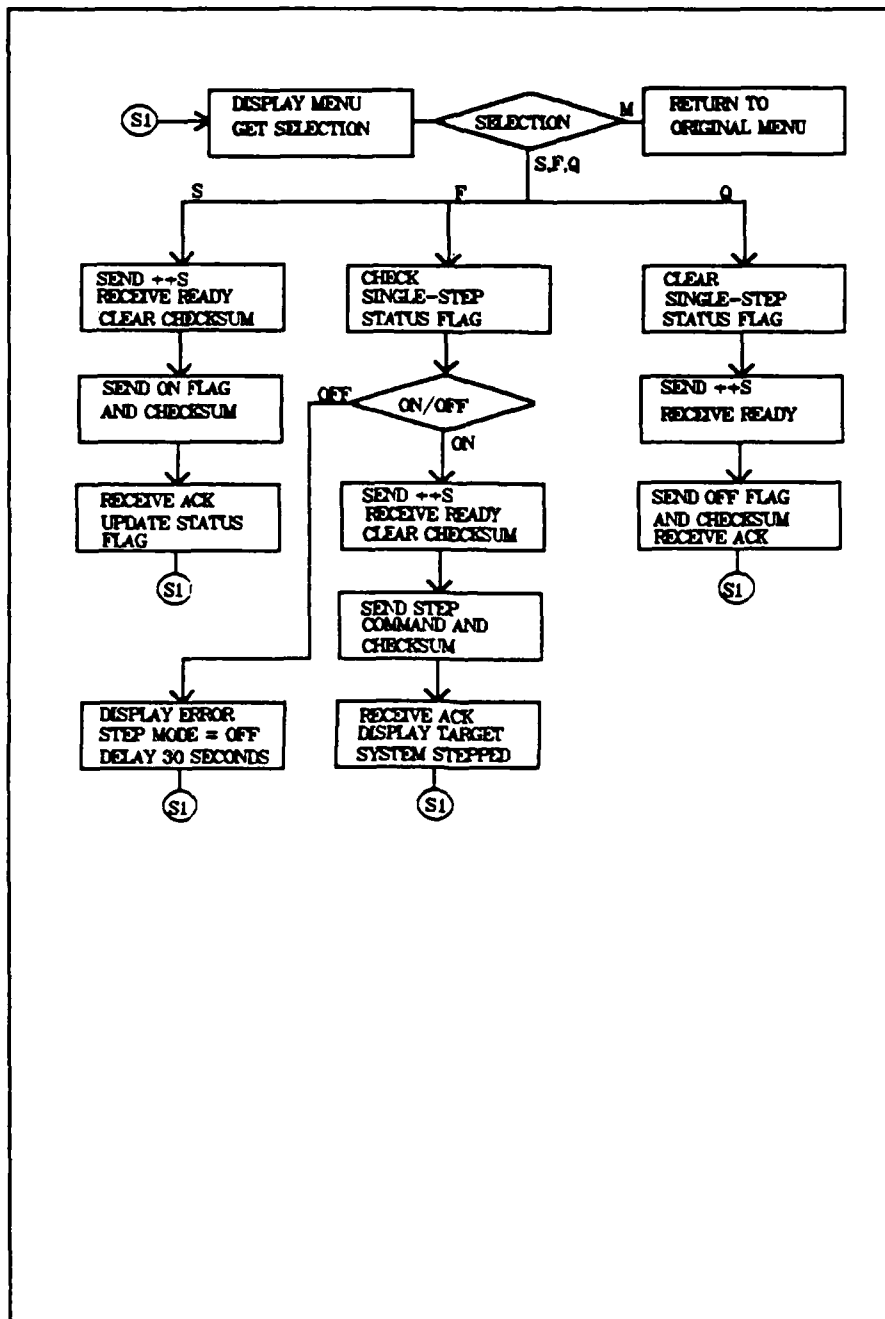 S1
DISPLAY MENU
GET SELECTION
SELECTION
M
RETURN TO
ORIGINAL MENU
S,F,Q
S
F
Q
SEND ++S
RECEIVE READY
CLEAR CHECKSUM
CHECK
SINGLE-STEP
STATUS FLAG
CLEAR
SINGLE-STEP
STATUS FLAG
SEND ON FLAG
AND CHECKSUM
OFF
ON/OFF
ON
SEND ++S
RECEIVE READY
RECEIVE ACK
UPDATE STATUS
FLAG
S1
SEND ++S
RECEIVE READY
CLEAR CHECKSUM
SEND OFF FLAG
AND CHECKSUM
RECEIVE ACK
S1
SEND STEP
COMMAND AND
CHECKSUM
DISPLAY ERROR
STEP MODE = OFF
DELAY 30 SECONDS
S1
RECEIVE ACK
DISPLAY TARGET
SYSTEM STEPPED
S1